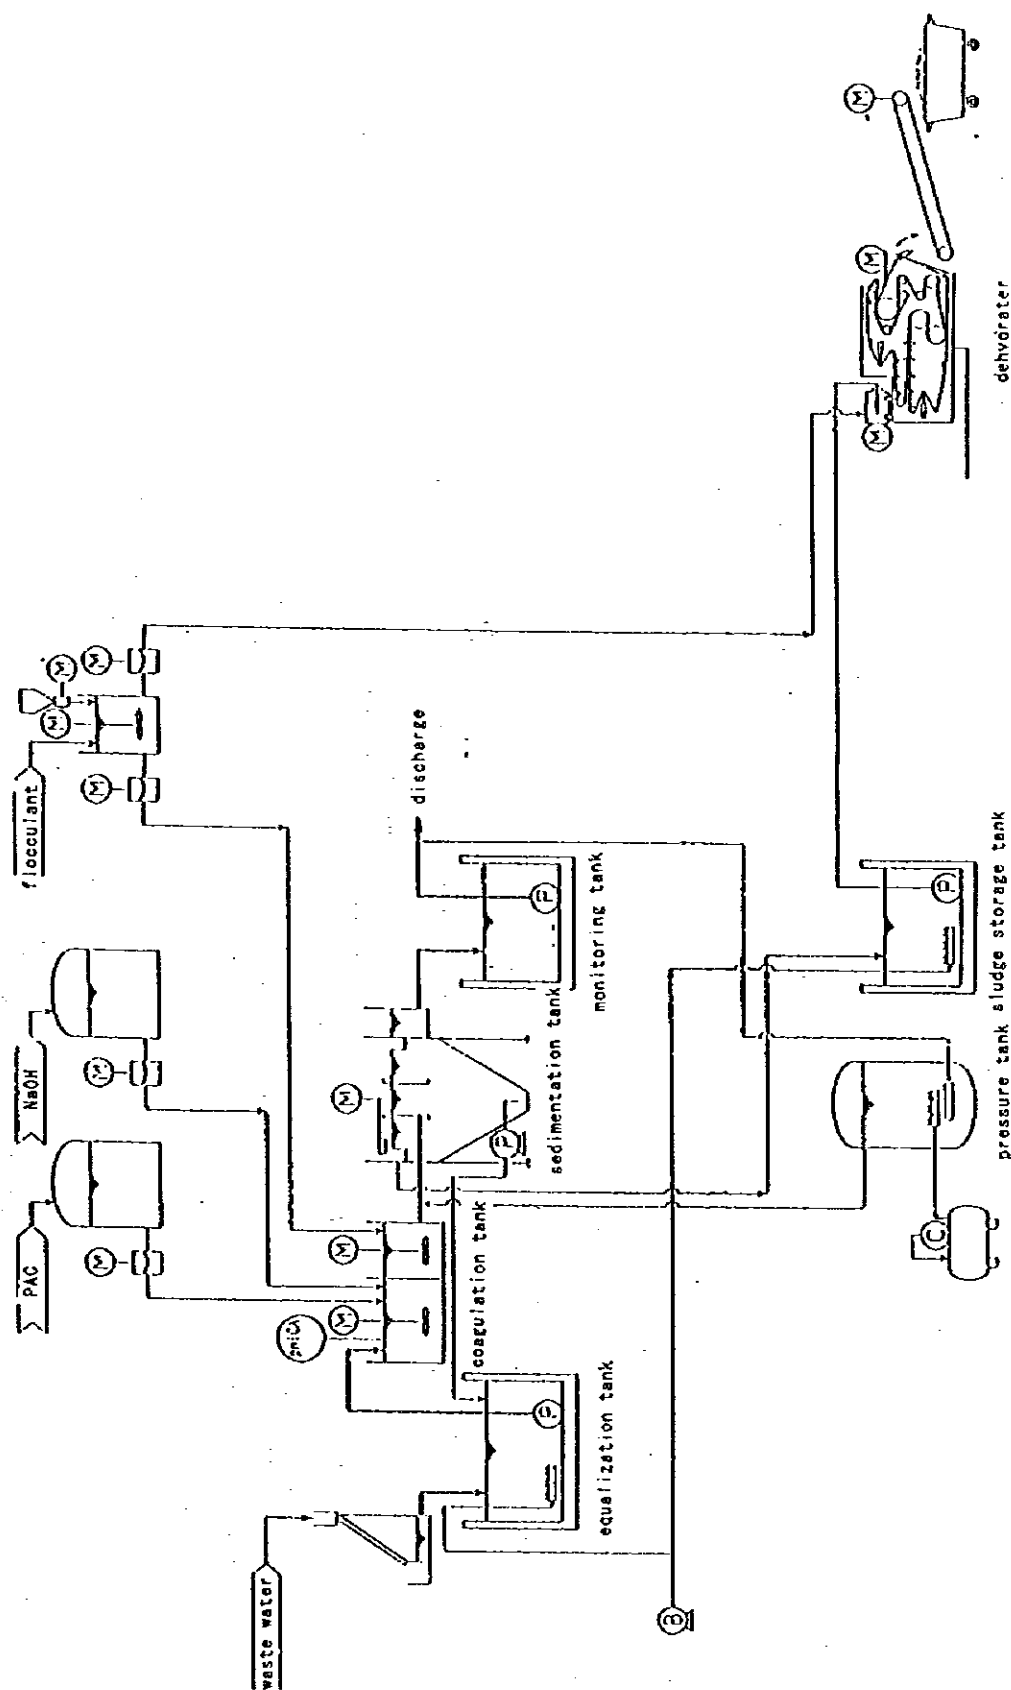 waste water
PAC
NaOH
flocculant
M
M
M
M
M
M
pHiCA
M
M
M
coagulation tank
sedimentation tank
P
discharge
P
monitoring tank
P
equalization tank
B
C
pressure tank
P
sludge storage tank
M
M
M
dehydrater